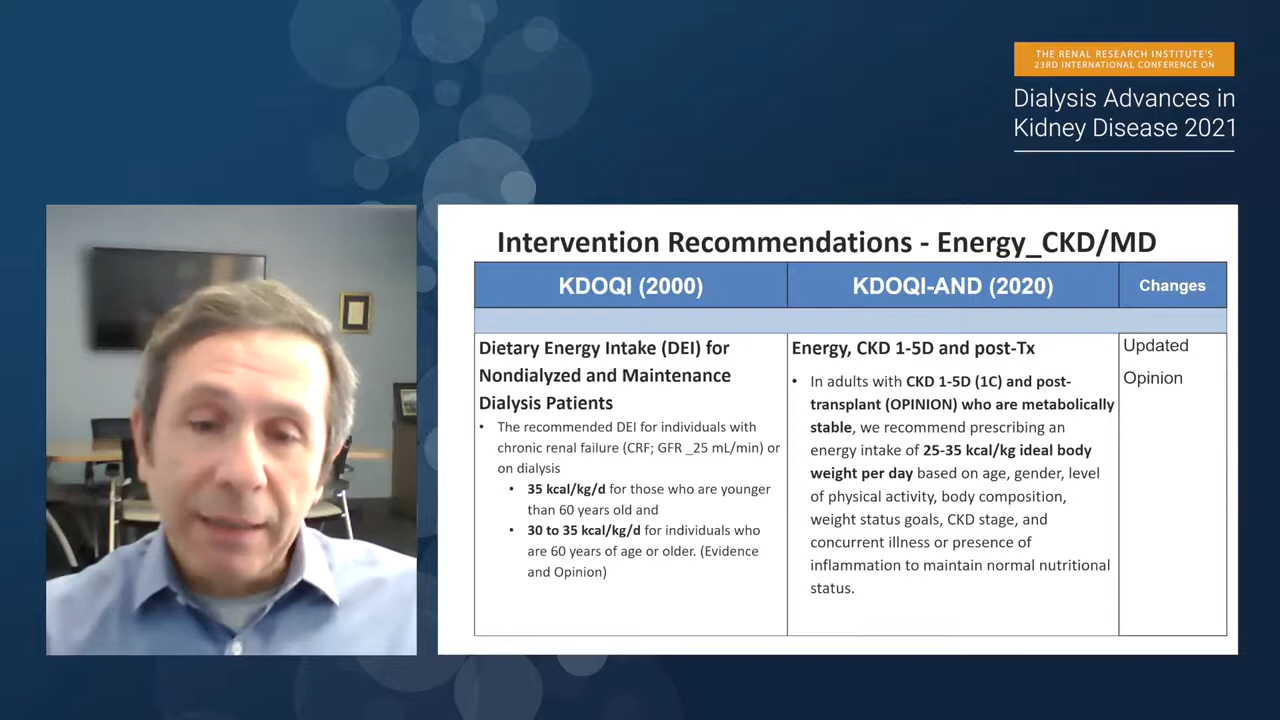 THE RENAL RESEARCH INSTITUTE'S
23RD INTERNATIONAL CONFERENCE ON
Dialysis Advances in
Kidney Disease 2021
Intervention Recommendations - Energy_CKD/MD
KDOQI (2000)
KDOQI-AND (2020)
Changes
Dietary Energy Intake (DEI) for
Nondialyzed and Maintenance
Dialysis Patients
• The recommended DEI for individuals with
chronic renal failure (CRF; GFR _25 mL/min) or
on dialysis
• 35 kcal/kg/d for those who are younger
than 60 years old and
• 30 to 35 kcal/kg/d for individuals who
are 60 years of age or older. (Evidence
and Opinion)
Energy, CKD 1-5D and post-Tx
• In adults with CKD 1-5D (1C) and post-
transplant (OPINION) who are metabolically
stable, we recommend prescribing an
energy intake of 25-35 kcal/kg ideal body
weight per day based on age, gender, level
of physical activity, body composition,
weight status goals, CKD stage, and
concurrent illness or presence of
inflammation to maintain normal nutritional
status.
Updated
Opinion